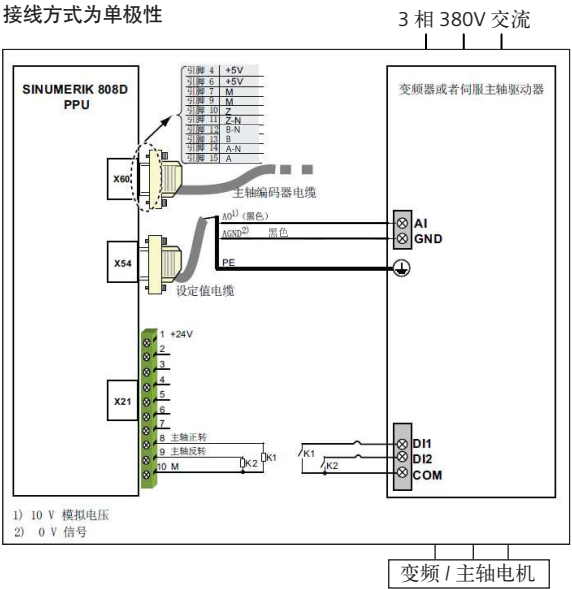 接线方式为单极性
3 相 380V 交流
SINUMERIK 808D
PPU
引脚 4 +5V
引脚 6 +5V
引脚 7 M
引脚 9 M
引脚 10 Z
引脚 11 Z-N
引脚 12 B-N
引脚 13 B
引脚 14 A-N
引脚 15 A
变频器或者伺服主轴驱动器
X60
主轴编码器电缆
AO1) (黑色)
AGND2) 黑色
AI
GND
PE
X54
设定值电缆
1 +24V
2
3
4
5
6
7
8 主轴正转
9 主轴反转
10 M
X21
K2
K1
K1
K2
DI1
DI2
COM
1) 10 V 模拟电压
2) 0 V 信号
变频 / 主轴电机